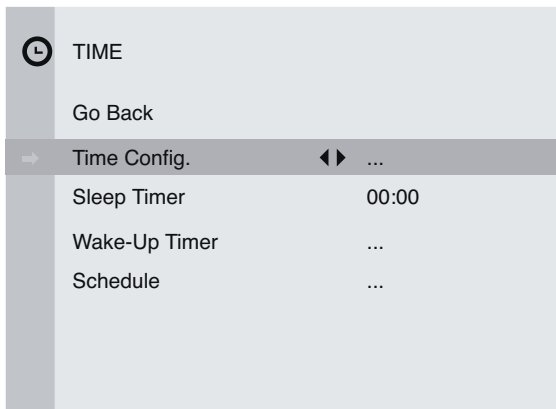 TIME
Go Back
Time Config. ...
Sleep Timer 00:00
Wake-Up Timer ...
Schedule ...